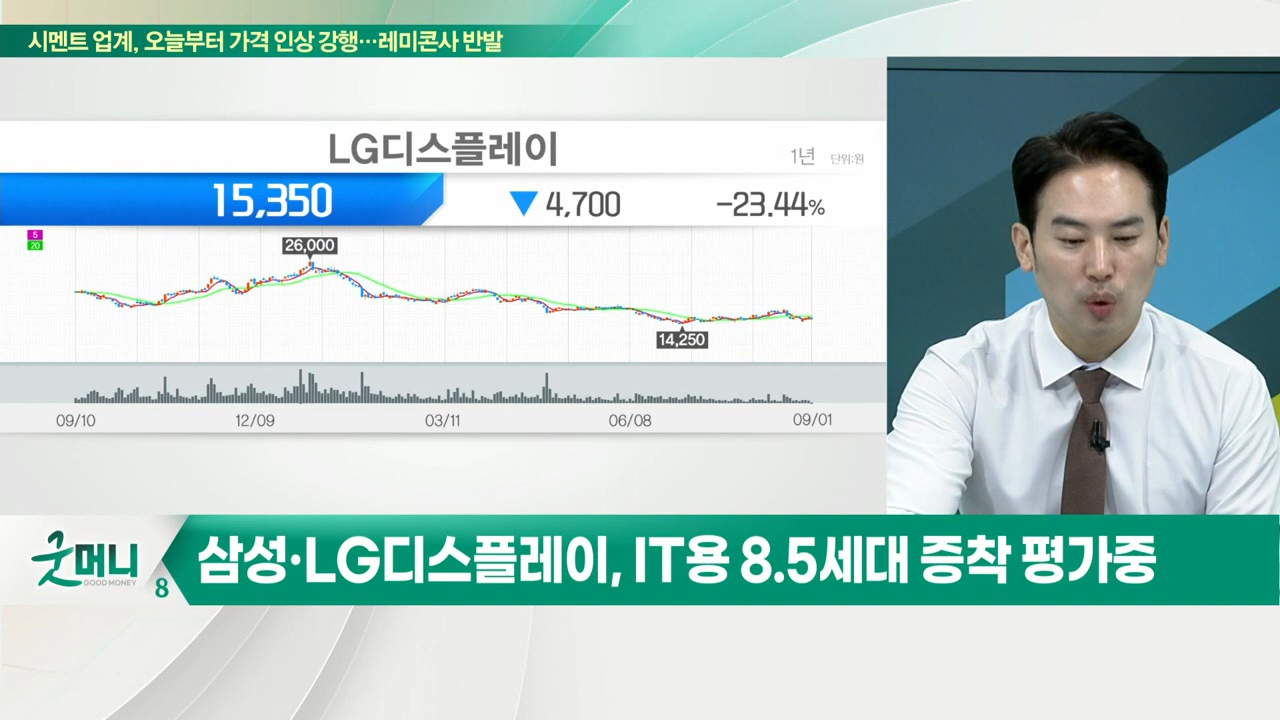 시멘트 업계, 오늘부터 가격 인상 강행…레미콘사 반발
LG디스플레이
1년 단위:원
15,350 ▼ 4,700 -23.44%
5
20
26,000
14,250
09/10 12/09 03/11 06/08 09/01
굿머니
GOOD MONEY
8
삼성·LG디스플레이, IT용 8.5세대 증착 평가중